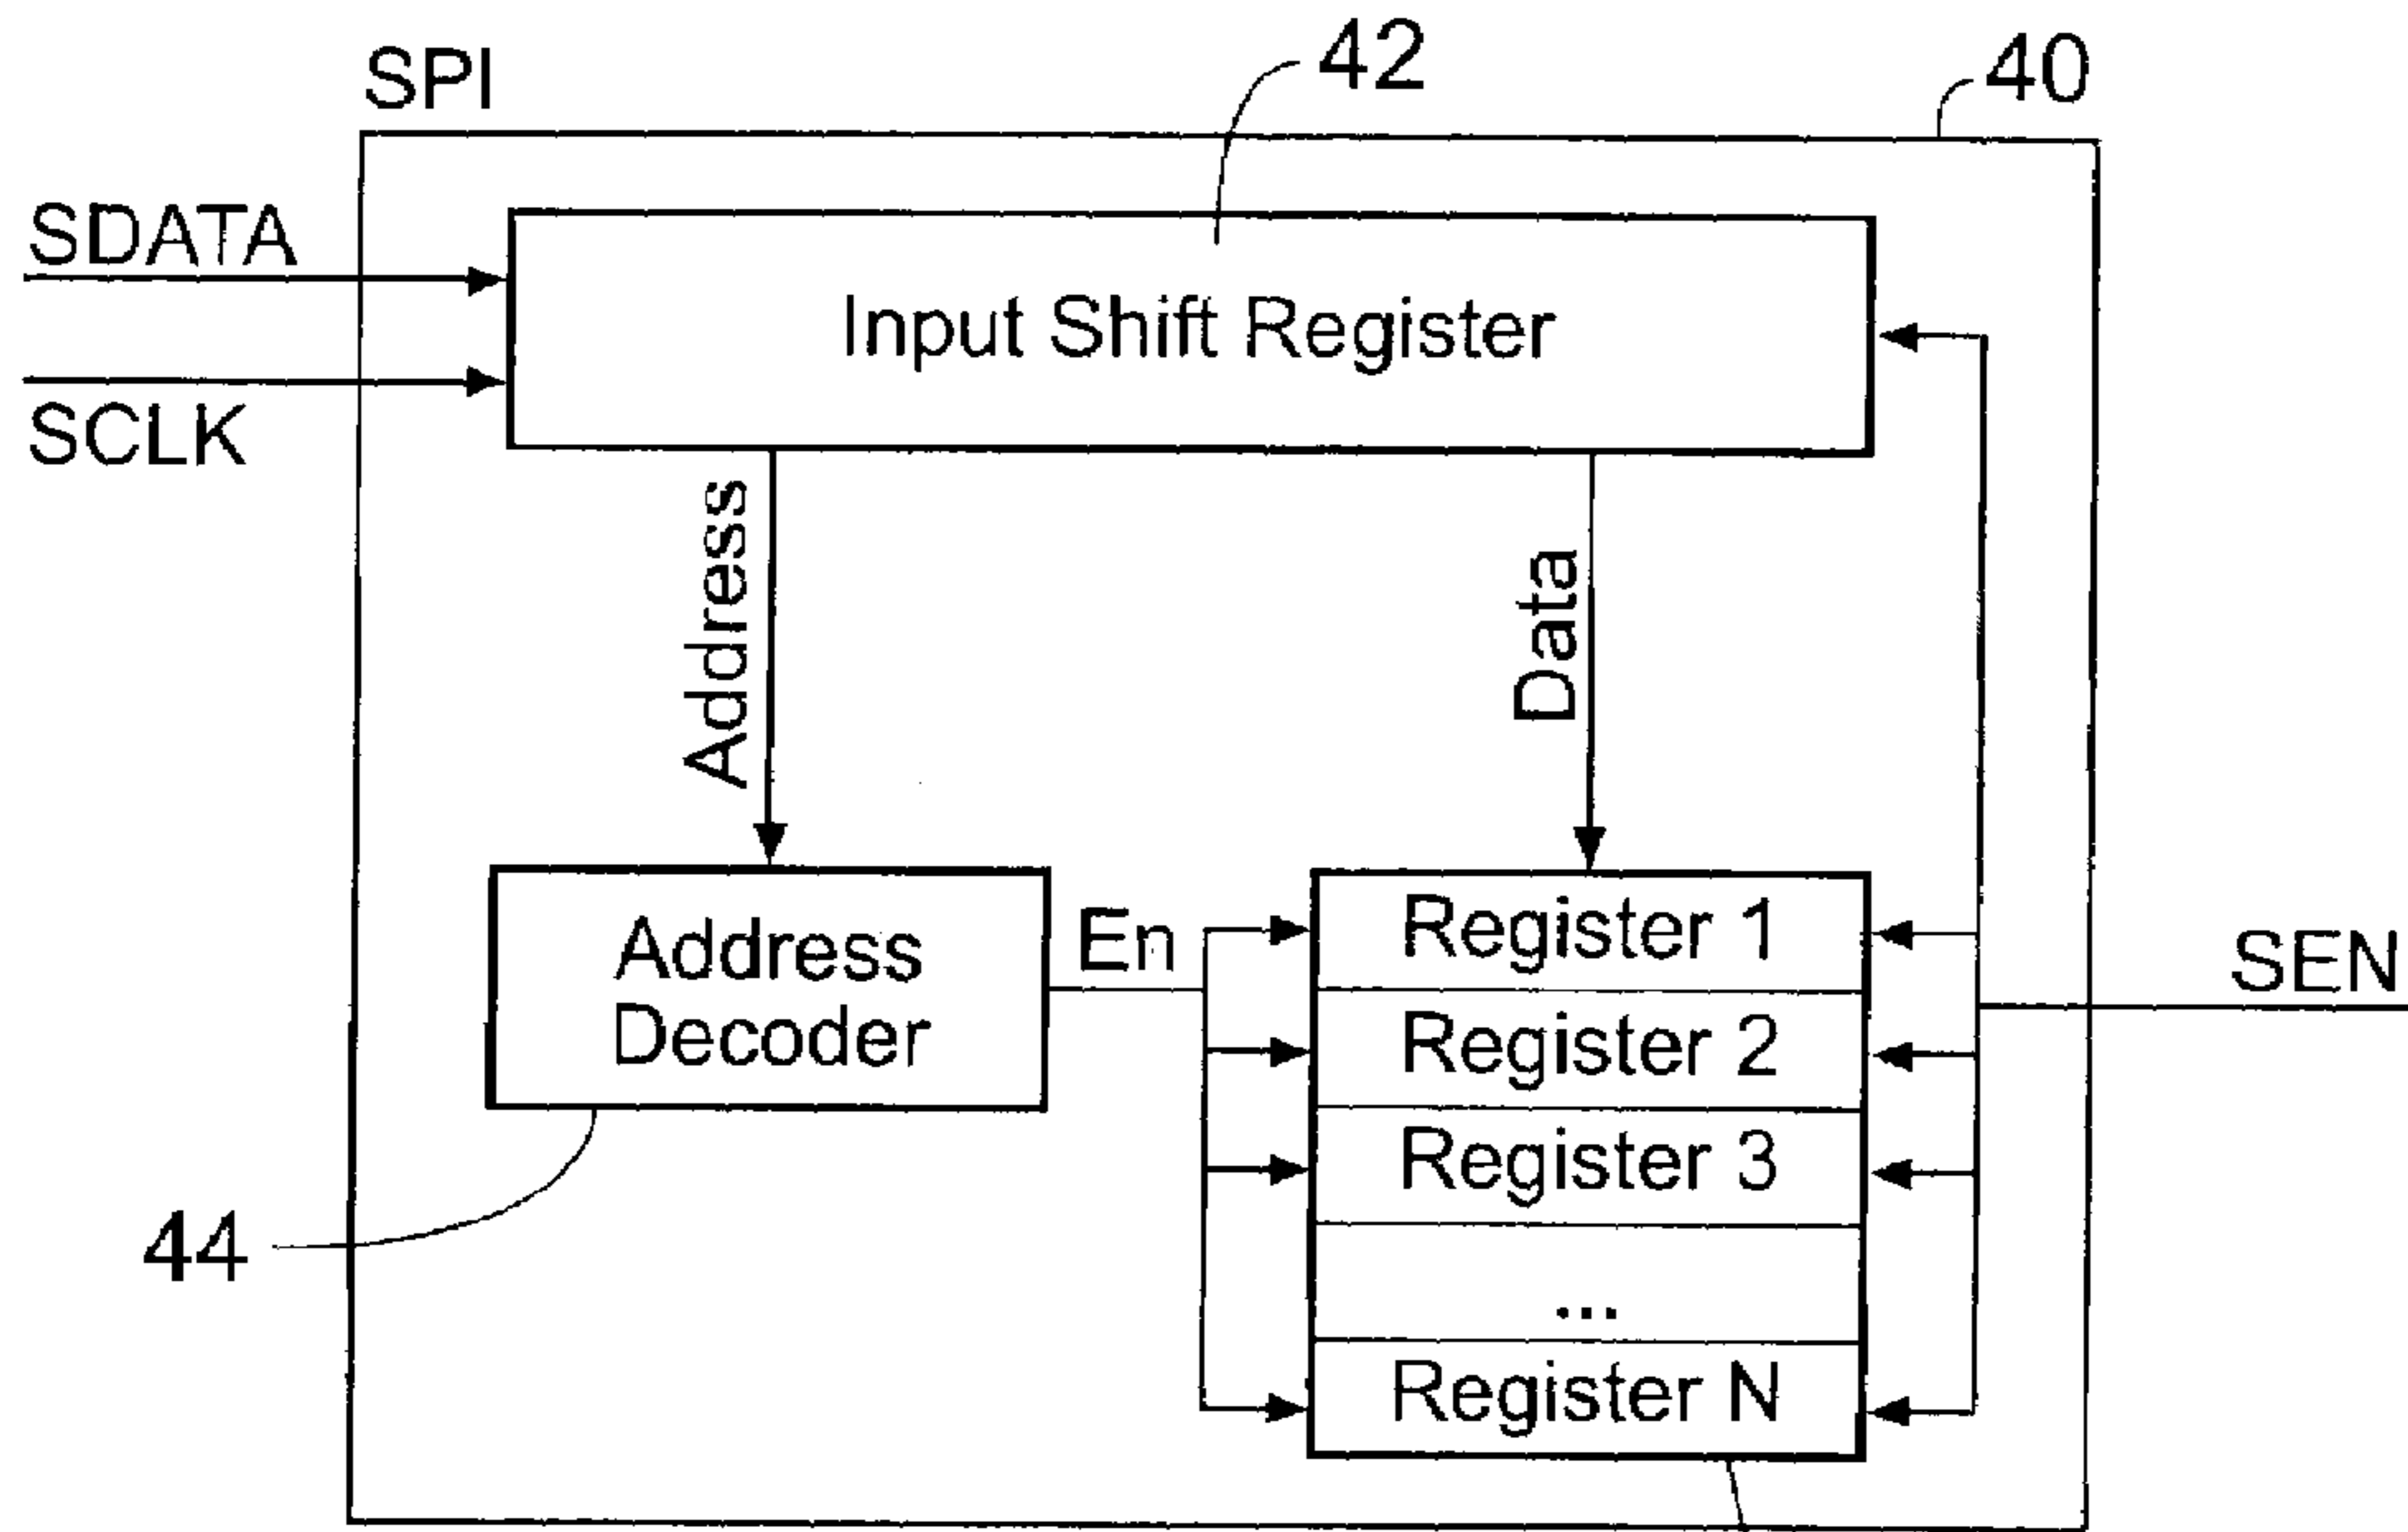 SPI
42
40
SDATA
Input Shift Register
SCLK
Address
Data
Address
Decoder
En
Register 1
Register 2
Register 3
...
Register N
SEN
44